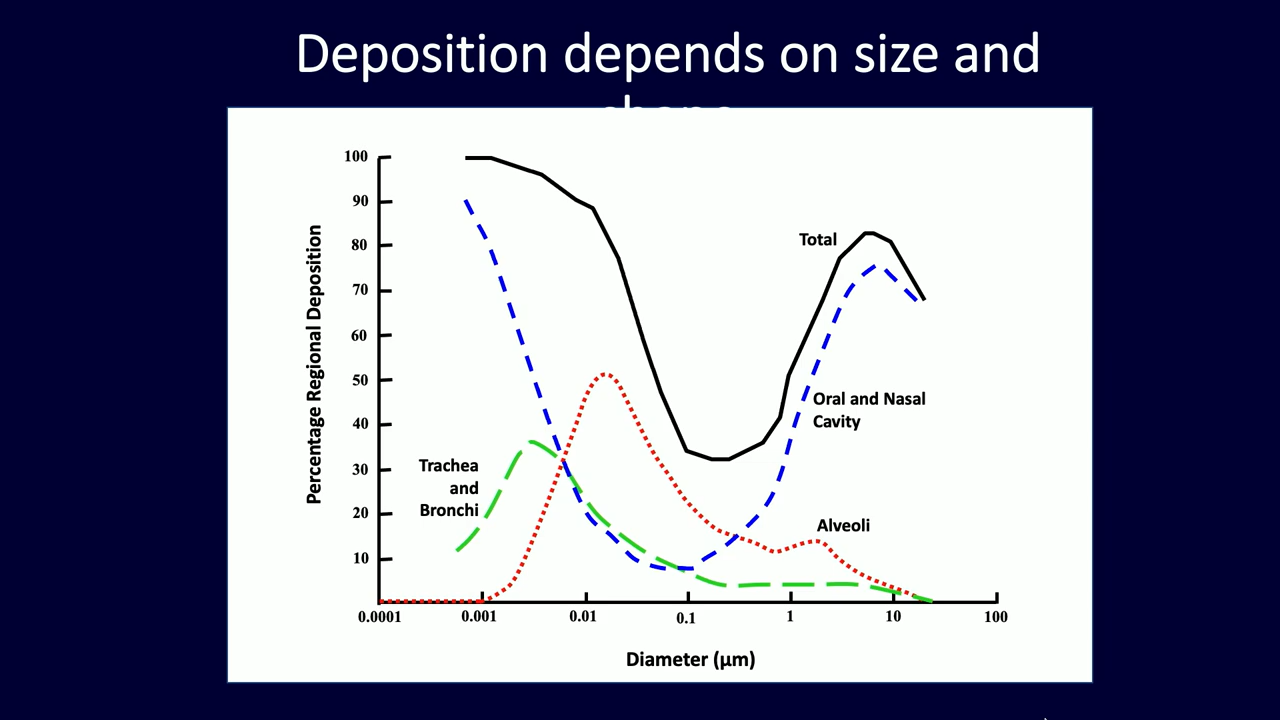 Deposition depends on size and
100
90
80
70
60
50
40
30
20
10
Percentage Regional Deposition
Total
Oral and Nasal
Cavity
Trachea
and
Bronchi
Alveoli
0.0001
0.001
0.01
0.1
1
10
100
Diameter (µm)